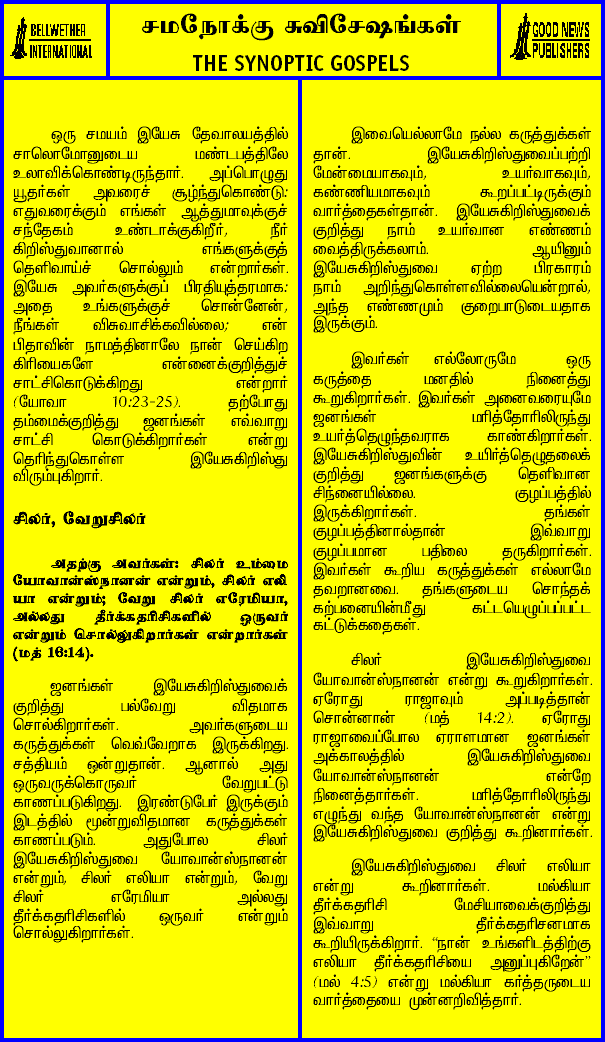 BELLWETHER
INTERNATIONAL
சமநோக்கு சுவிசேஷங்கள்
THE SYNOPTIC GOSPELS
GOOD NEWS
PUBLISHERS
ஒரு சமயம் இயேசு தேவாலயத்தில்
சாலொமோனுடைய மண்டபத்திலே
உலாவிக்கொண்டிருந்தார். அப்பொழுது
யூதர்கள் அவரைச் சூழ்ந்துகொண்டு:
எதுவரைக்கும் எங்கள் ஆத்துமாவுக்குச்
சந்தேகம் உண்டாக்குகிறீர், நீர்
கிறிஸ்துவானால் எங்களுக்குத்
தெளிவாய்ச் சொல்லும் என்றார்கள்.
இயேசு அவர்களுக்குப் பிரதியுத்தரமாக:
அதை உங்களுக்குச் சொன்னேன்,
நீங்கள் விசுவாசிக்கவில்லை; என்
பிதாவின் நாமத்தினாலே நான் செய்கிற
கிரியைகளே என்னைக்குறித்துச்
சாட்சிகொடுக்கிறது என்றார்
(யோவா 10:23-25). தற்போது
தம்மைக்குறித்து ஜனங்கள் எவ்வாறு
சாட்சி கொடுக்கிறார்கள் என்று
தெரிந்துகொள்ள இயேசுகிறிஸ்து
விரும்புகிறார்.
சிலர், வேறுசிலர்
அதற்கு அவர்கள்: சிலர் உம்மை
யோவான்ஸ்நானன் என்றும், சிலர் எலி
யா என்றும்; வேறு சிலர் எரேமியா,
அல்லது தீர்க்கதரிசிகளில் ஒருவர்
என்றும் சொல்லுகிறார்கள் என்றார்கள்
(மத் 16:14).
ஜனங்கள் இயேசுகிறிஸ்துவைக்
குறித்து பல்வேறு விதமாக
சொல்கிறார்கள். அவர்களுடைய
கருத்துக்கள் வெவ்வேறாக இருக்கிறது.
சத்தியம் ஒன்றுதான். ஆனால் அது
ஒருவருக்கொருவர் வேறுபட்டு
காணப்படுகிறது. இரண்டுபேர் இருக்கும்
இடத்தில் மூன்றுவிதமான கருத்துக்கள்
காணப்படும். அதுபோல சிலர்
இயேசுகிறிஸ்துவை யோவான்ஸ்நானன்
என்றும், சிலர் எலியா என்றும், வேறு
சிலர் எரேமியா அல்லது
தீர்க்கதரிசிகளில் ஒருவர் என்றும்
சொல்லுகிறார்கள்.
இவையெல்லாமே நல்ல கருத்துக்கள்
தான். இயேசுகிறிஸ்துவைப்பற்றி
மேன்மையாகவும், உயர்வாகவும்,
கண்ணியமாகவும் கூறப்பட்டிருக்கும்
வார்த்தைகள்தான். இயேசுகிறிஸ்துவைக்
குறித்து நாம் உயர்வான எண்ணம்
வைத்திருக்கலாம். ஆயினும்
இயேசுகிறிஸ்துவை ஏற்ற பிரகாரம்
நாம் அறிந்துகொள்ளவில்லையென்றால்,
அந்த எண்ணமும் குறைபாடுடையதாக
இருக்கும்.
இவர்கள் எல்லோருமே ஒரு
கருத்தை மனதில் நினைத்து
கூறுகிறார்கள். இவர்கள் அனைவரையுமே
ஜனங்கள் மரித்தோரிலிருந்து
உயர்த்தெழுந்தவராக காண்கிறார்கள்.
இயேசுகிறிஸ்துவின் உயிர்த்தெழுதலைக்
குறித்து ஜனங்களுக்கு தெளிவான
சிந்னையில்லை. குழப்பத்தில்
இருக்கிறார்கள். தங்கள்
குழப்பத்தினால்தான் இவ்வாறு
குழப்பமான பதிலை தருகிறார்கள்.
இவர்கள் கூறிய கருத்துக்கள் எல்லாமே
தவறானவை. தங்களுடைய சொந்தக்
கற்பனையின்மீது கட்டயெழுப்பப்பட்ட
கட்டுக்கதைகள்.
சிலர் இயேசுகிறிஸ்துவை
யோவான்ஸ்நானன் என்று கூறுகிறார்கள்.
ஏரோது ராஜாவும் அப்படித்தான்
சொன்னான் (மத் 14:2). ஏரோது
ராஜாவைப்போல ஏராளமான ஜனங்கள்
அக்காலத்தில் இயேசுகிறிஸ்துவை
யோவான்ஸ்நானன் என்றே
நினைத்தார்கள். மரித்தோரிலிருந்து
எழுந்து வந்த யோவான்ஸ்நானன் என்று
இயேசுகிறிஸ்துவை குறித்து கூறினார்கள்.
இயேசுகிறிஸ்துவை சிலர் எலியா
என்று கூறினார்கள். மல்கியா
தீர்க்கதரிசி மேசியாவைக்குறித்து
இவ்வாறு தீர்க்கதரிசனமாக
கூறியிருக்கிறார். “நான் உங்களிடத்திற்கு
எலியா தீர்க்கதரிசியை அனுப்புகிறேன்”
(மல் 4:5) என்று மல்கியா கர்த்தருடைய
வார்த்தையை முன்னறிவித்தார்.